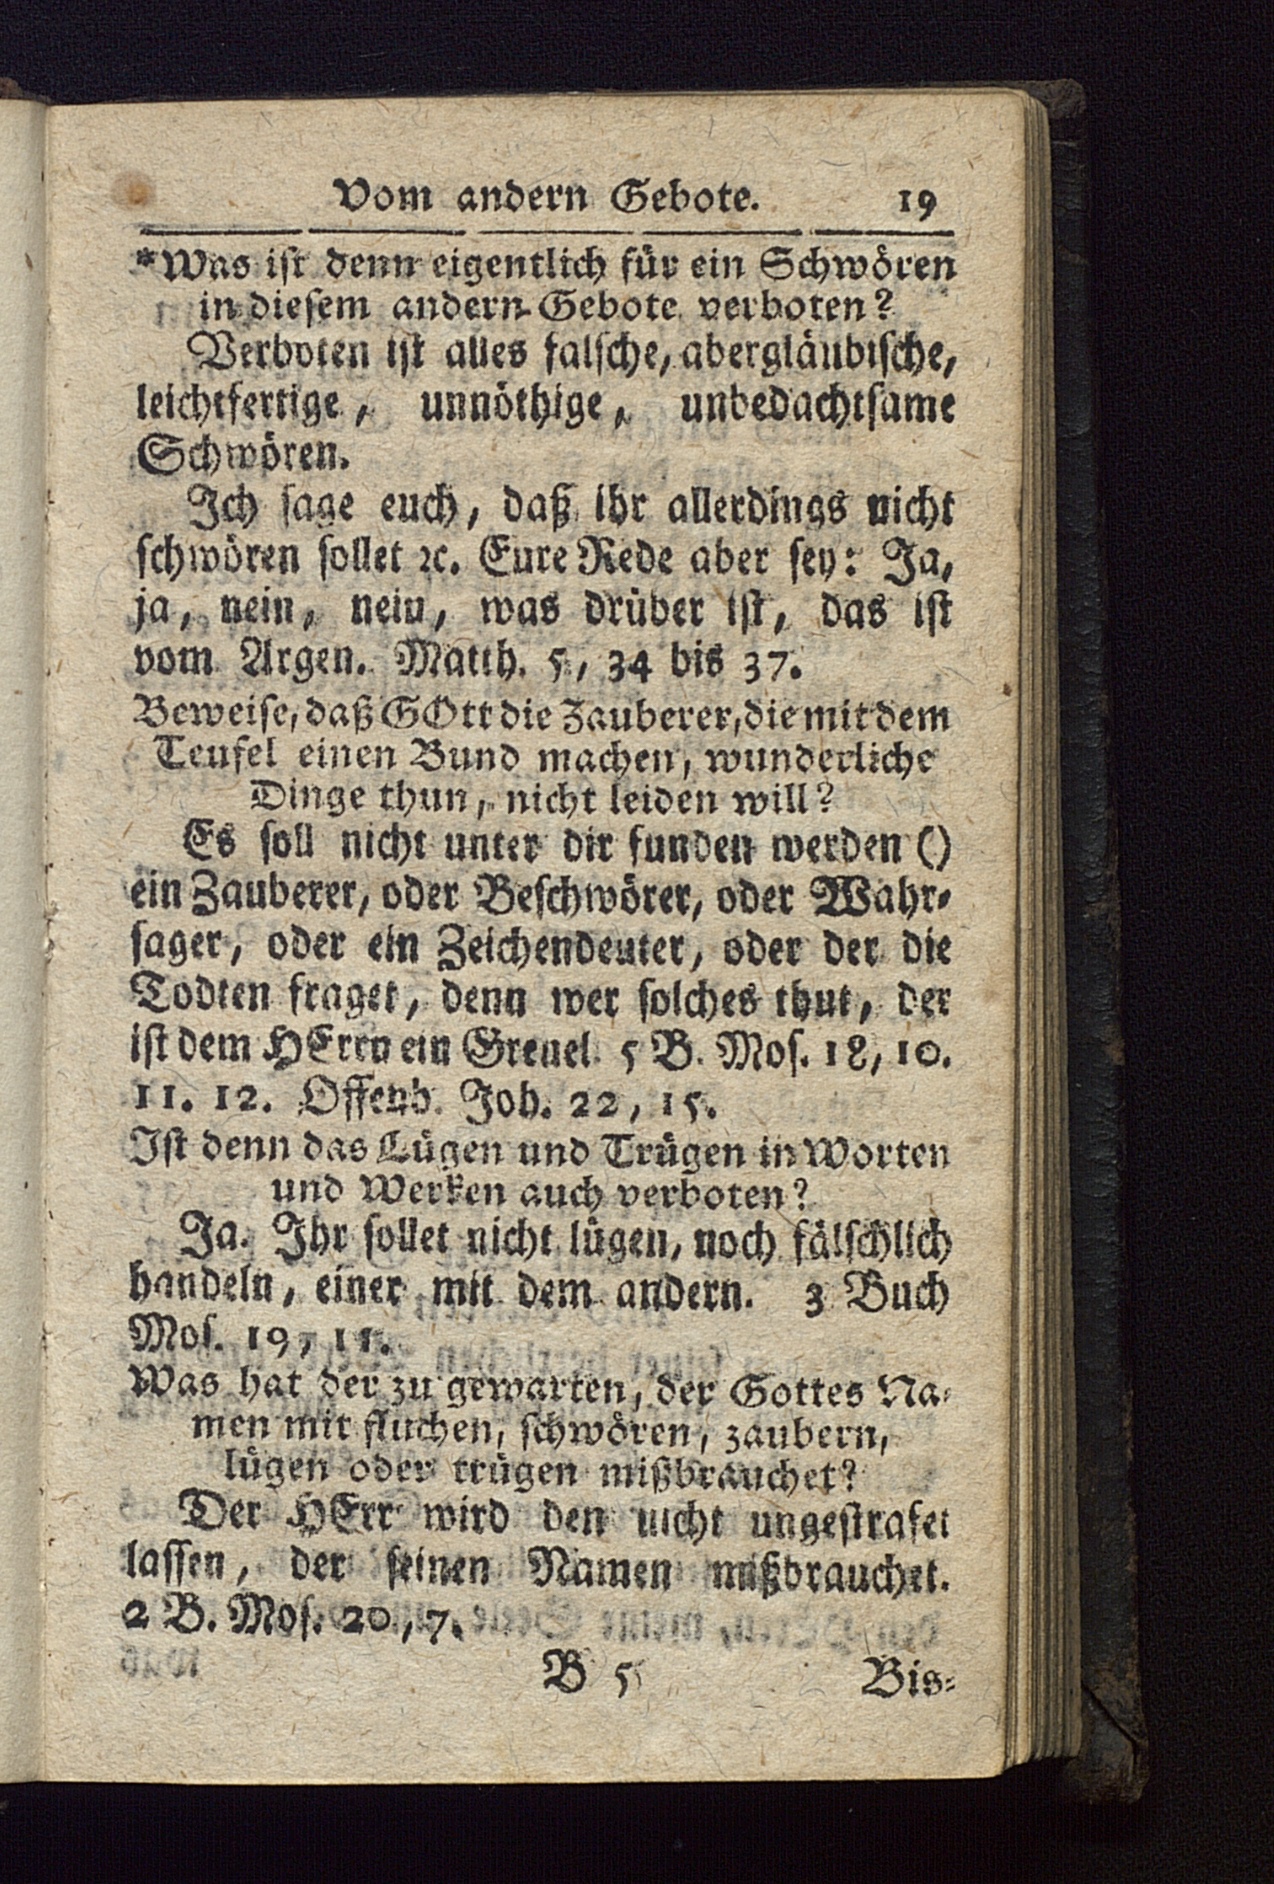 Vom andern Gebote. 19
*Was ist denn eigentlich für ein Schwören
in diesem andern Gebote verboten?
Verboten ist alles falsche, abergläubische,
leichtfertige, unnöthige, unbedachtsame
Schwören.
Ich sage euch, daß ihr allerdings nicht
schwören sollet ꝛc. Eure Rede aber sey: Ja,
ja, nein, nein, was drüber ist, das ist
vom Argen. Matth. 5, 34 bis 37.
Beweise, daß GOtt die Zauberer, die mit dem
Teufel einen Bund machen, wunderliche
Dinge thun, nicht leiden will?
Es soll nicht unter dir funden werden ()
ein Zauberer, oder Beschwörer, oder Wahr-
sager, oder ein Zeichendeuter, oder der die
Todten fraget, denn wer solches thut, der
ist dem HErrn ein Greuel. 5 B. Mos. 18, 10.
11. 12. Offenb. Joh. 22, 15.
Ist denn das Lügen und Trügen in Worten
und Werken auch verboten?
Ja. Ihr sollet nicht lügen, noch fälschlich
handeln, einer mit dem andern. 3 Buch
Mos. 19, 11.
Was hat der zu gewarten, der Gottes Na-
men mit fluchen, schwören, zaubern,
lügen oder trügen mißbrauchet?
Der HErr wird den nicht ungestrafet
lassen, der seinen Namen mißbrauchet.
2 B. Mos. 20, 7.
B 5 Bis-